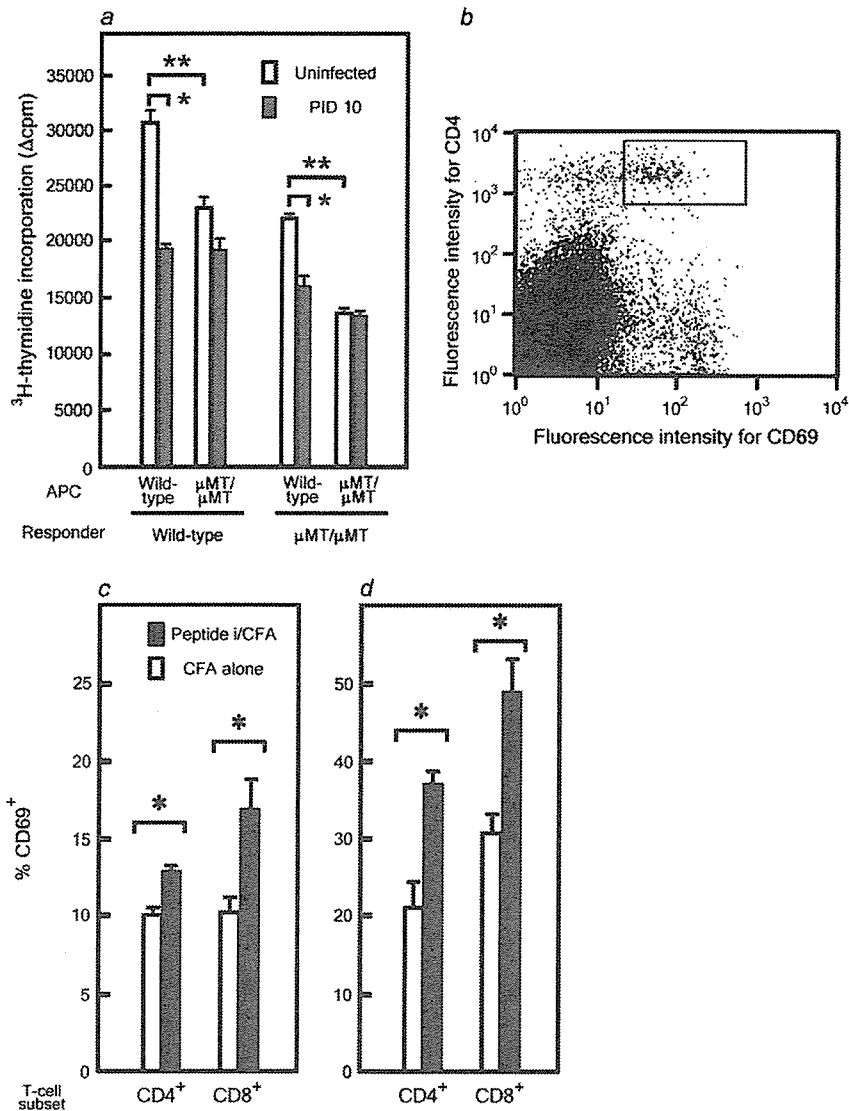 a
35000
30000
25000
20000
15000
10000
5000
0
³H-thymidine incorporation (Δcpm)
Uninfected
PID 10
**
*
**
*
APC
Wild-type
μMT/μMT
Wild-type
μMT/μMT
Responder
Wild-type
μMT/μMT
b
Fluorescence intensity for CD4
10⁴
10³
10²
10¹
10⁰
10⁰ 10¹ 10² 10³ 10⁴
Fluorescence intensity for CD69
c
Peptide i/CFA
CFA alone
% CD69⁺
25
20
15
10
5
0
*
*
T-cell
subset
CD4⁺ CD8⁺
d
50
40
30
20
10
0
*
*
CD4⁺ CD8⁺